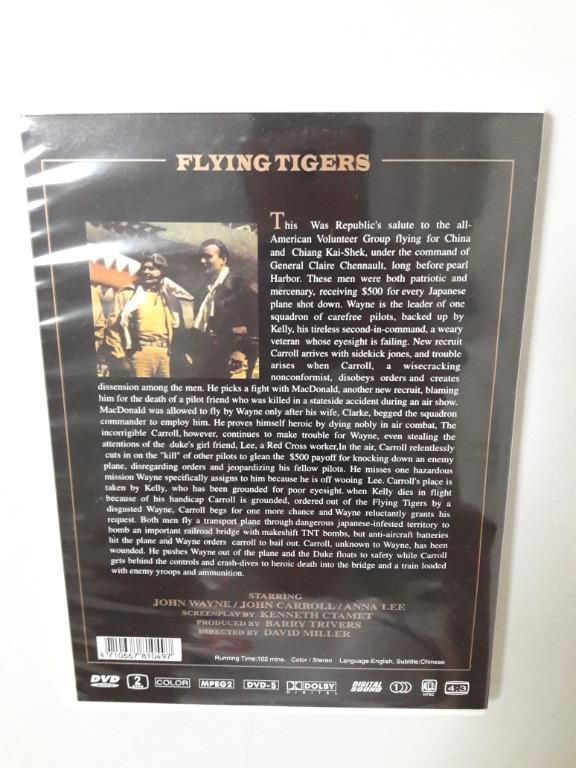 FLYING TIGERS
This Was Republic's salute to the all-
American Volunteer Group flying for China
and Chiang Kai-Shek, under the command of
General Claire Chennault, long before pearl
Harbor. These men were both patriotic and
mercenary, receiving $500 for every Japanese
plane shot down. Wayne is the leader of one
squadron of carefree pilots, backed up by
Kelly, his tireless second-in-command, a weary
veteran whose eyesight is failing. New recruit
Carroll arrives with sidekick jones, and trouble
arises when Carroll, a wisecracking
nonconformist, disobeys orders and creates
dissension among the men. He picks a fight with MacDonald, another new recruit, blaming
him for the death of a pilot friend who was killed in a stateside accident during an air show.
MacDonald was allowed to fly by Wayne only after his wife, Clarke, begged the squadron
commander to employ him. He proves himself heroic by dying nobly in air combat, The
incorrigible Carroll, however, continues to make trouble for Wayne, even stealing the
attentions of the duke's girl friend, Lee, a Red Cross worker,In the air, Carroll relentlessly
cuts in on the "kill" of other pilots to glean the $500 payoff for knocking down an enemy
plane, disregarding orders and jeopardizing his fellow pilots. He misses one hazardous
mission Wayne specifically assigns to him because he is off wooing Lee. Carroll's place is
taken by Kelly, who has been grounded for poor eyesight. when Kelly dies in flight
because of his handicap Carroll is grounded, ordered out of the Flying Tigers by a
disgusted Wayne, Carroll begs for one more chance and Wayne reluctantly grants his
request. Both men fly a transport plane through dangerous japanese-infested territory to
bomb an important railroad bridge with makeshift TNT bombs, but anti-aircraft batteries
hit the plane and Wayne orders carroll to bail out. Carroll, unknown to Wayne, has been
wounded. He pushes Wayne out of the plane and the Duke floats to safety while Carroll
gets behind the controls and crash-dives to heroic death into the bridge and a train loaded
with enemy yroops and ammunition.
STARRING
JOHN WAYNE / JOHN CARROLL / ANNA LEE
SCREENPLAY BY KENNETH CTAMET
PRODUCED BY BARRY TRIVERS
DIRECTED BY DAVID MILLER
4 710667 810497
Running Time:102 mins. Color / Stereo Language:English, Subtitle:Chinese
DVD 2 COLOR MPEG2 DVD-5 DOLBY DIGITAL DIGITAL SOUND 1 ALL NTSC 4:3